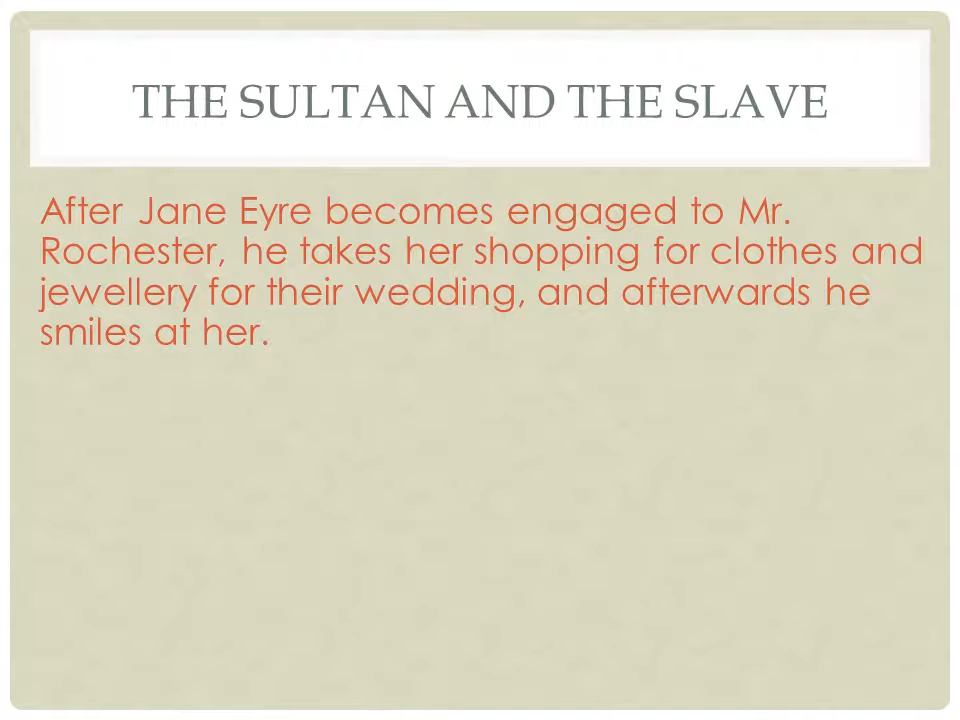 THE SULTAN AND THE SLAVE
After Jane Eyre becomes engaged to Mr.
Rochester, he takes her shopping for clothes and
jewellery for their wedding, and afterwards he
smiles at her.